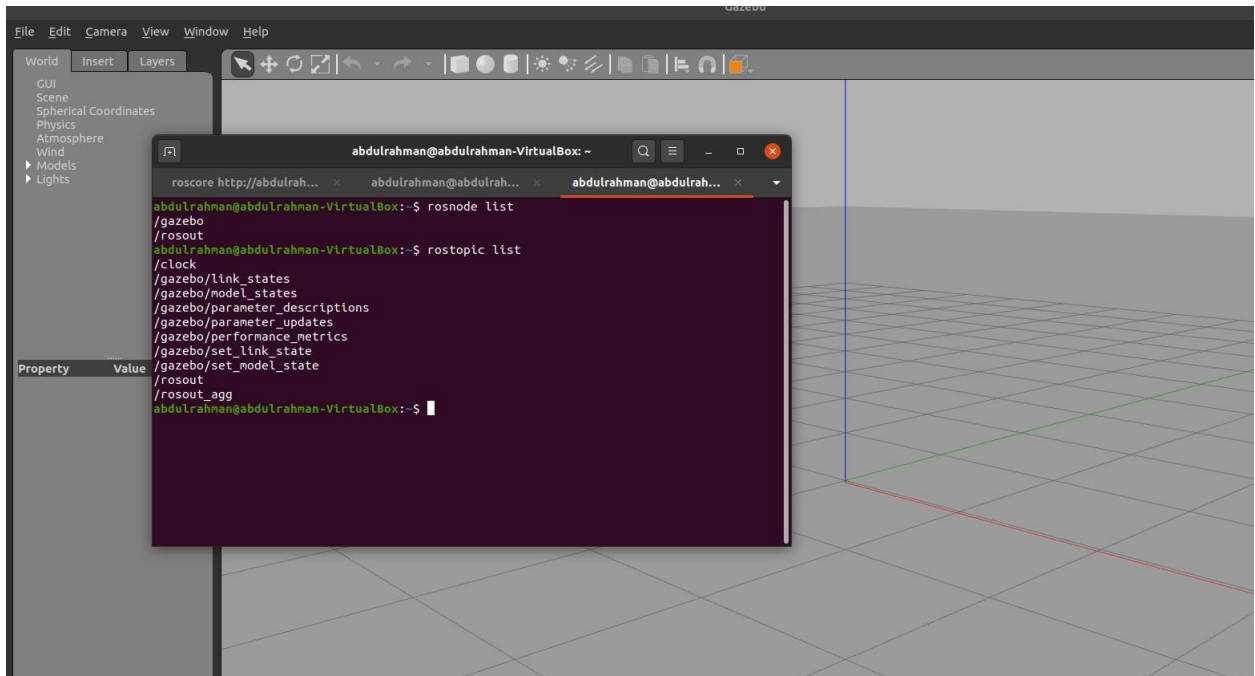 Gazebo
File Edit Camera View Window Help
World Insert Layers
GUI
Scene
Spherical Coordinates
Physics
Atmosphere
Wind
Models
Lights
Property Value
abdulrahman@abdulrahman-VirtualBox: ~
roscore http://abdulrah... abdulrahman@abdulrah... abdulrahman@abdulrah...
abdulrahman@abdulrahman-VirtualBox:~$ rosnode list
/gazebo
/rosout
abdulrahman@abdulrahman-VirtualBox:~$ rostopic list
/clock
/gazebo/link_states
/gazebo/model_states
/gazebo/parameter_descriptions
/gazebo/parameter_updates
/gazebo/performance_metrics
/gazebo/set_link_state
/gazebo/set_model_state
/rosout
/rosout_agg
abdulrahman@abdulrahman-VirtualBox:~$